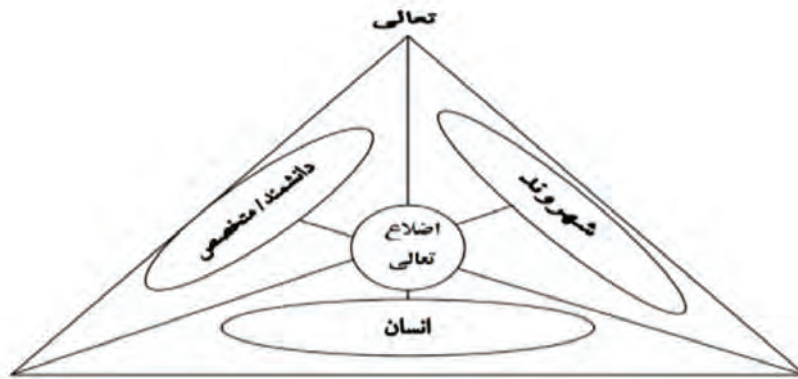 تعالی
شهروند
دانشمند/متخصص
اضلاع
تعالی
انسان